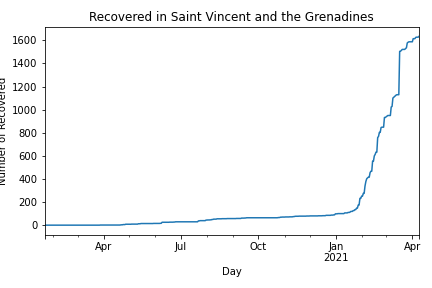 Recovered in Saint Vincent and the Grenadines
Number of Recovered
1600
1400
1200
1000
800
600
400
200
0
Apr
Jul
Oct
Jan
2021
Apr
Day